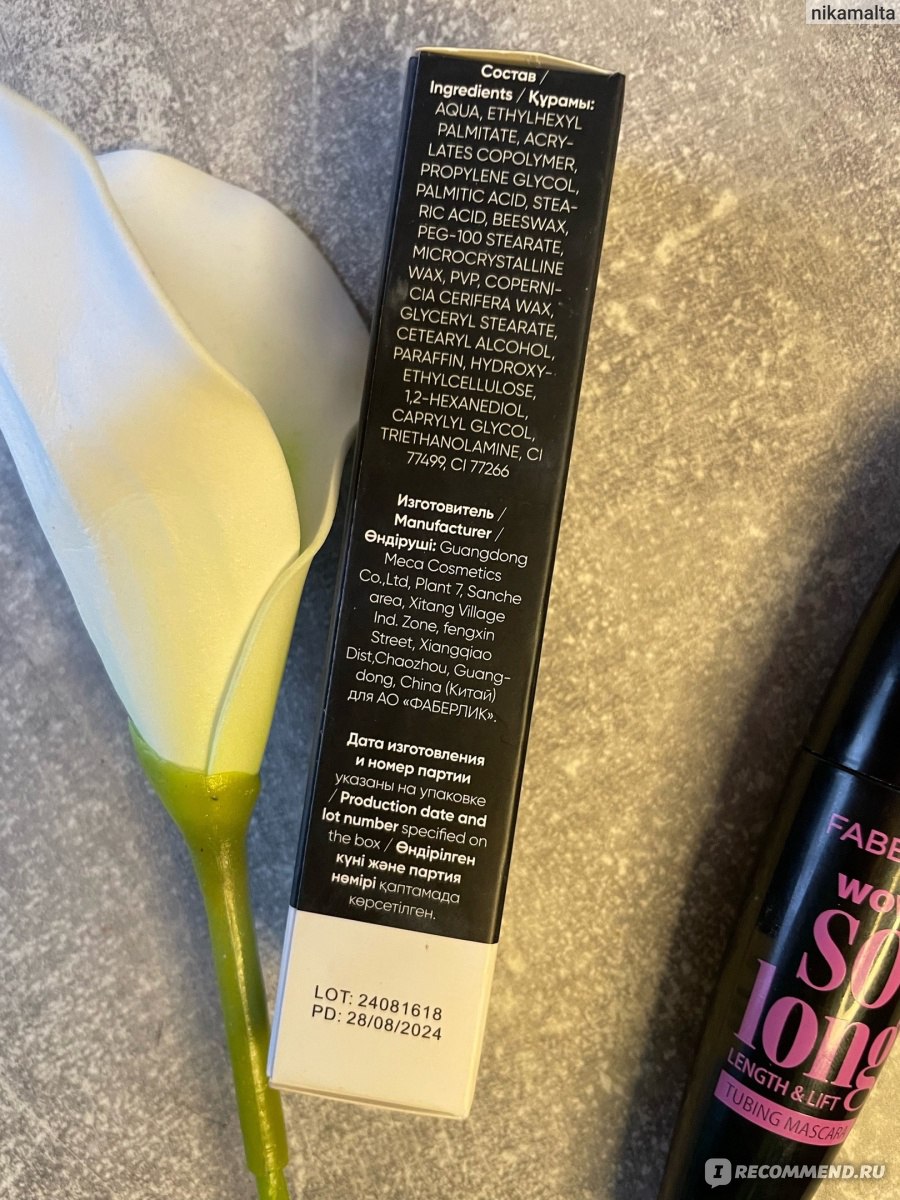 nikamalta
Состав /
Ingredients / Құрамы:
AQUA, ETHYLHEXYL
PALMITATE, ACRY-
LATES COPOLYMER,
PROPYLENE GLYCOL,
PALMITIC ACID, STEA-
RIC ACID, BEESWAX,
PEG-100 STEARATE,
MICROCRYSTALLINE
WAX, PVP, COPERNI-
CIA CERIFERA WAX,
GLYCERYL STEARATE,
CETEARYL ALCOHOL,
PARAFFIN, HYDROXY-
ETHYLCELLULOSE,
1,2-HEXANEDIOL,
CAPRYLYL GLYCOL,
TRIETHANOLAMINE, CI
77499, CI 77266
Изготовитель /
Manufacturer /
Өндіруші: Guangdong
Meca Cosmetics
Co.,Ltd, Plant 7, Sanche
area, Xitang Village
Ind. Zone, fengxin
Street, Xiangqiao
Dist,Chaozhou, Guang-
dong, China (Китай)
для АО «ФАБЕРЛИК».
Дата изготовления
и номер партии
указаны на упаковке
/ Production date and
lot number specified on
the box / Өндірілген
күні және партия
нөмірі қаптамада
көрсетілген.
LOT: 24081618
PD: 28/08/2024
FABE
wo
so
long
LENGTH & LIFT
TUBING MASCARA
IRECOMMEND.RU